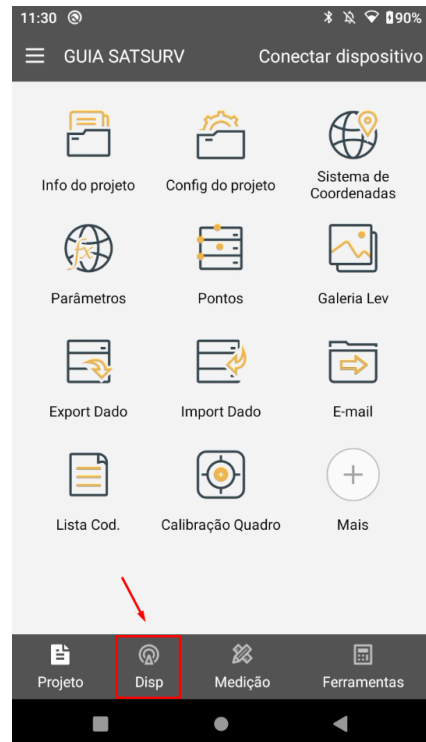 11:30 90%
GUIA SATSURV Conectar dispositivo
Info do projeto Config do projeto Sistema de
Coordenadas
Parâmetros Pontos Galeria Lev
Export Dado Import Dado E-mail
Lista Cod. Calibração Quadro Mais
Projeto Disp Medição Ferramentas